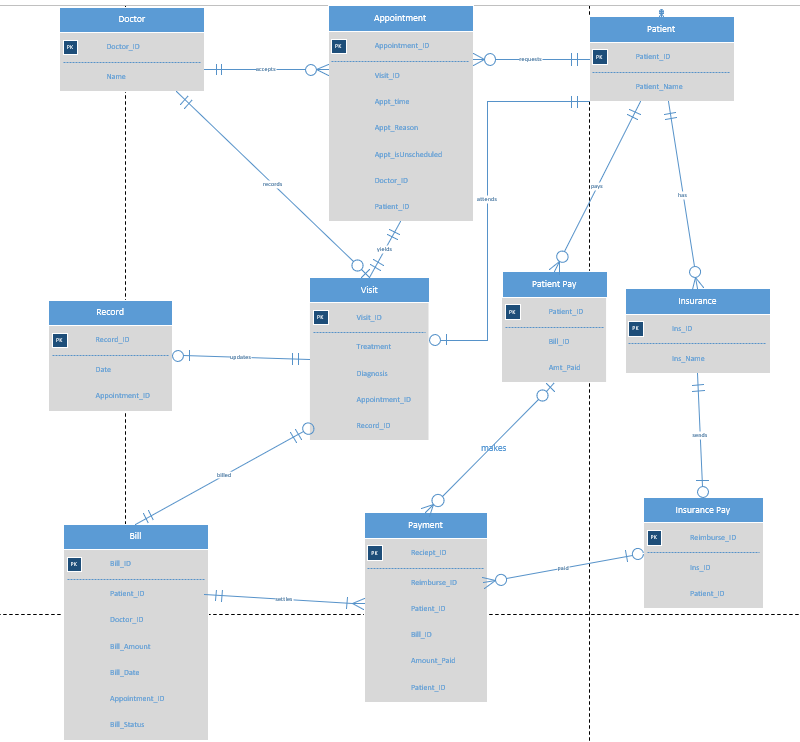 Doctor
PK Doctor_ID
Name
Appointment
PK Appointment_ID
Visit_ID
Appt_time
Appt_Reason
Appt_isUnscheduled
Doctor_ID
Patient_ID
Patient
PK Patient_ID
Patient_Name
accepts
requests
records
yields
attends
pays
has
Visit
PK Visit_ID
Treatment
Diagnosis
Appointment_ID
Record_ID
Patient Pay
PK Patient_ID
Bill_ID
Amt_Paid
Insurance
PK Ins_ID
Ins_Name
Record
PK Record_ID
Date
Appointment_ID
updates
billed
makes
sends
Bill
PK Bill_ID
Patient_ID
Doctor_ID
Bill_Amount
Bill_Date
Appointment_ID
Bill_Status
settles
Payment
PK Reciept_ID
Reimburse_ID
Patient_ID
Bill_ID
Amount_Paid
Patient_ID
paid
Insurance Pay
PK Reimburse_ID
Ins_ID
Patient_ID